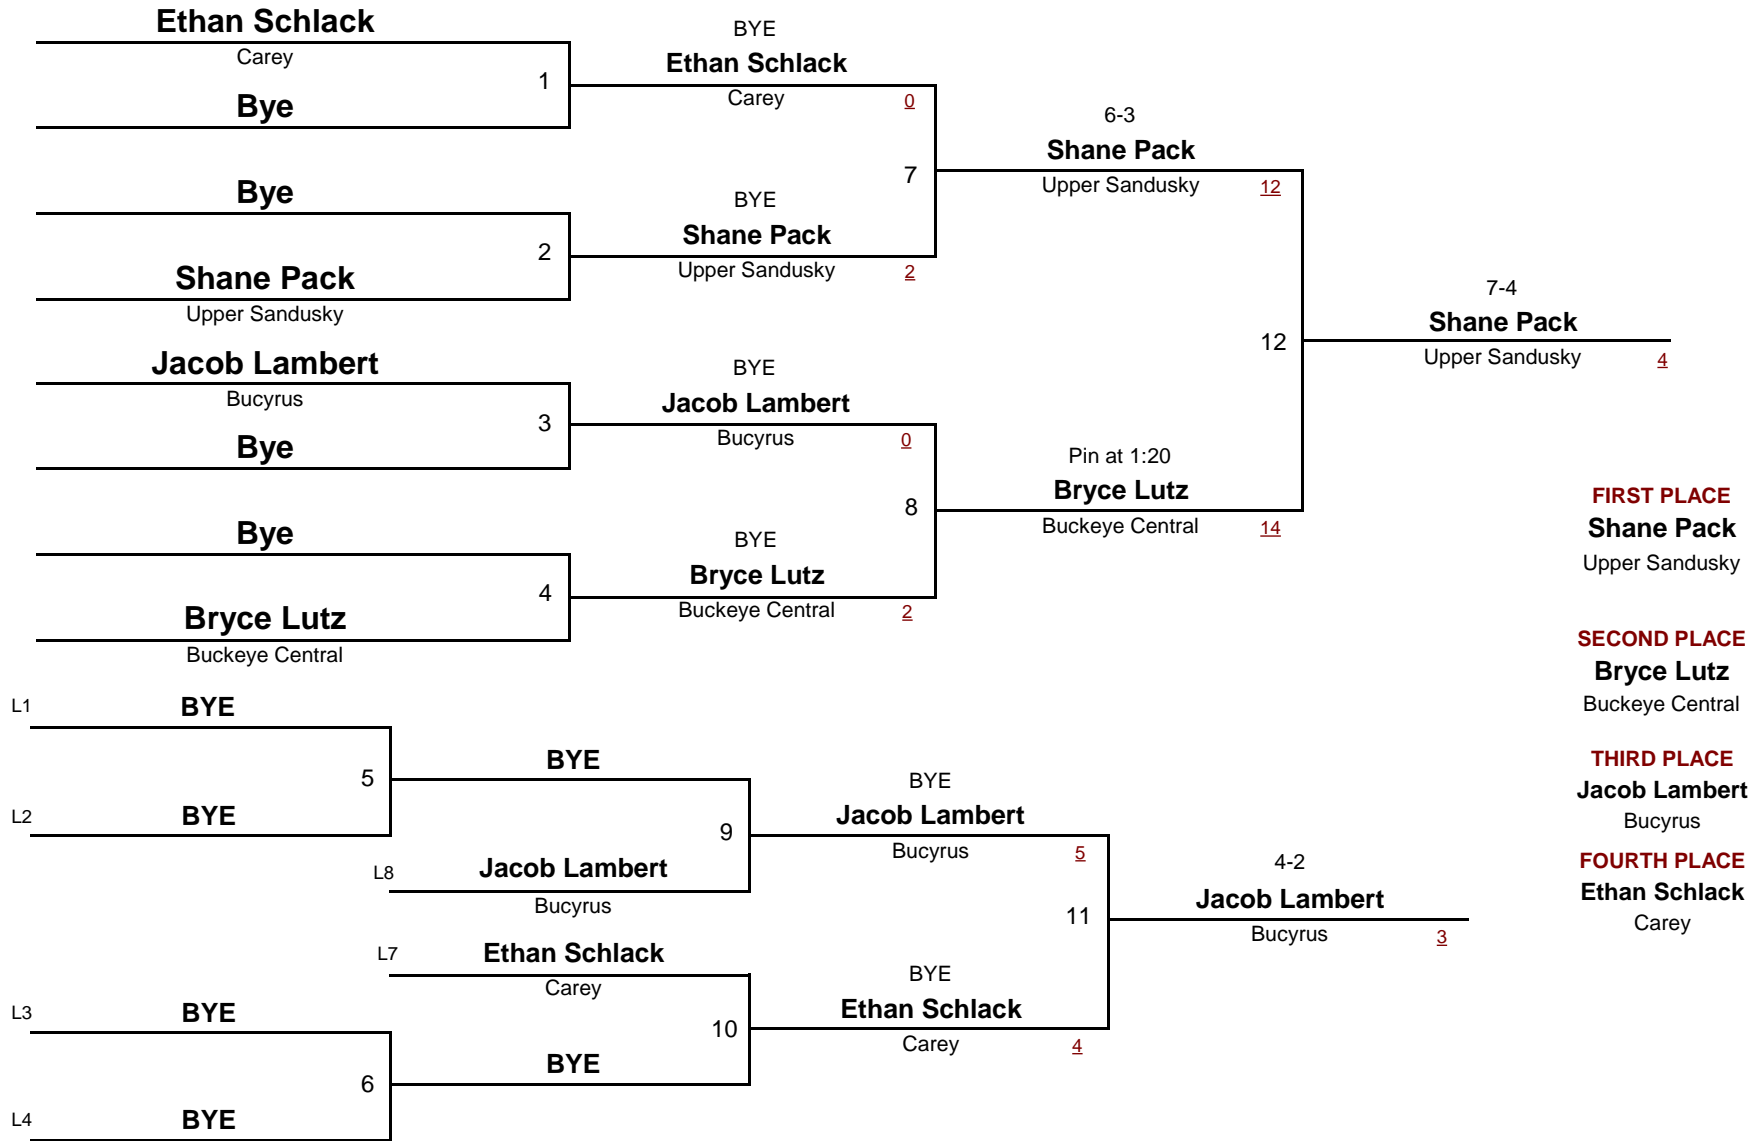 Ethan Schlack
Carey
1
Bye
Bye
2
Shane Pack
Upper Sandusky
Jacob Lambert
Bucyrus
3
Bye
Bye
4
Bryce Lutz
Buckeye Central
BYE
Ethan Schlack
Carey 0
7
BYE
Shane Pack
Upper Sandusky 2
BYE
Jacob Lambert
Bucyrus 0
8
BYE
Bryce Lutz
Buckeye Central 2
6-3
Shane Pack
Upper Sandusky 12
12
Pin at 1:20
Bryce Lutz
Buckeye Central 14
7-4
Shane Pack
Upper Sandusky 4
FIRST PLACE
Shane Pack
Upper Sandusky
SECOND PLACE
Bryce Lutz
Buckeye Central
THIRD PLACE
Jacob Lambert
Bucyrus
FOURTH PLACE
Ethan Schlack
Carey
L1 BYE
5
L2 BYE
L3 BYE
6
L4 BYE
BYE
9
L8 Jacob Lambert
Bucyrus
L7 Ethan Schlack
Carey
10
BYE
BYE
Jacob Lambert
Bucyrus 5
11
BYE
Ethan Schlack
Carey 4
4-2
Jacob Lambert
Bucyrus 3